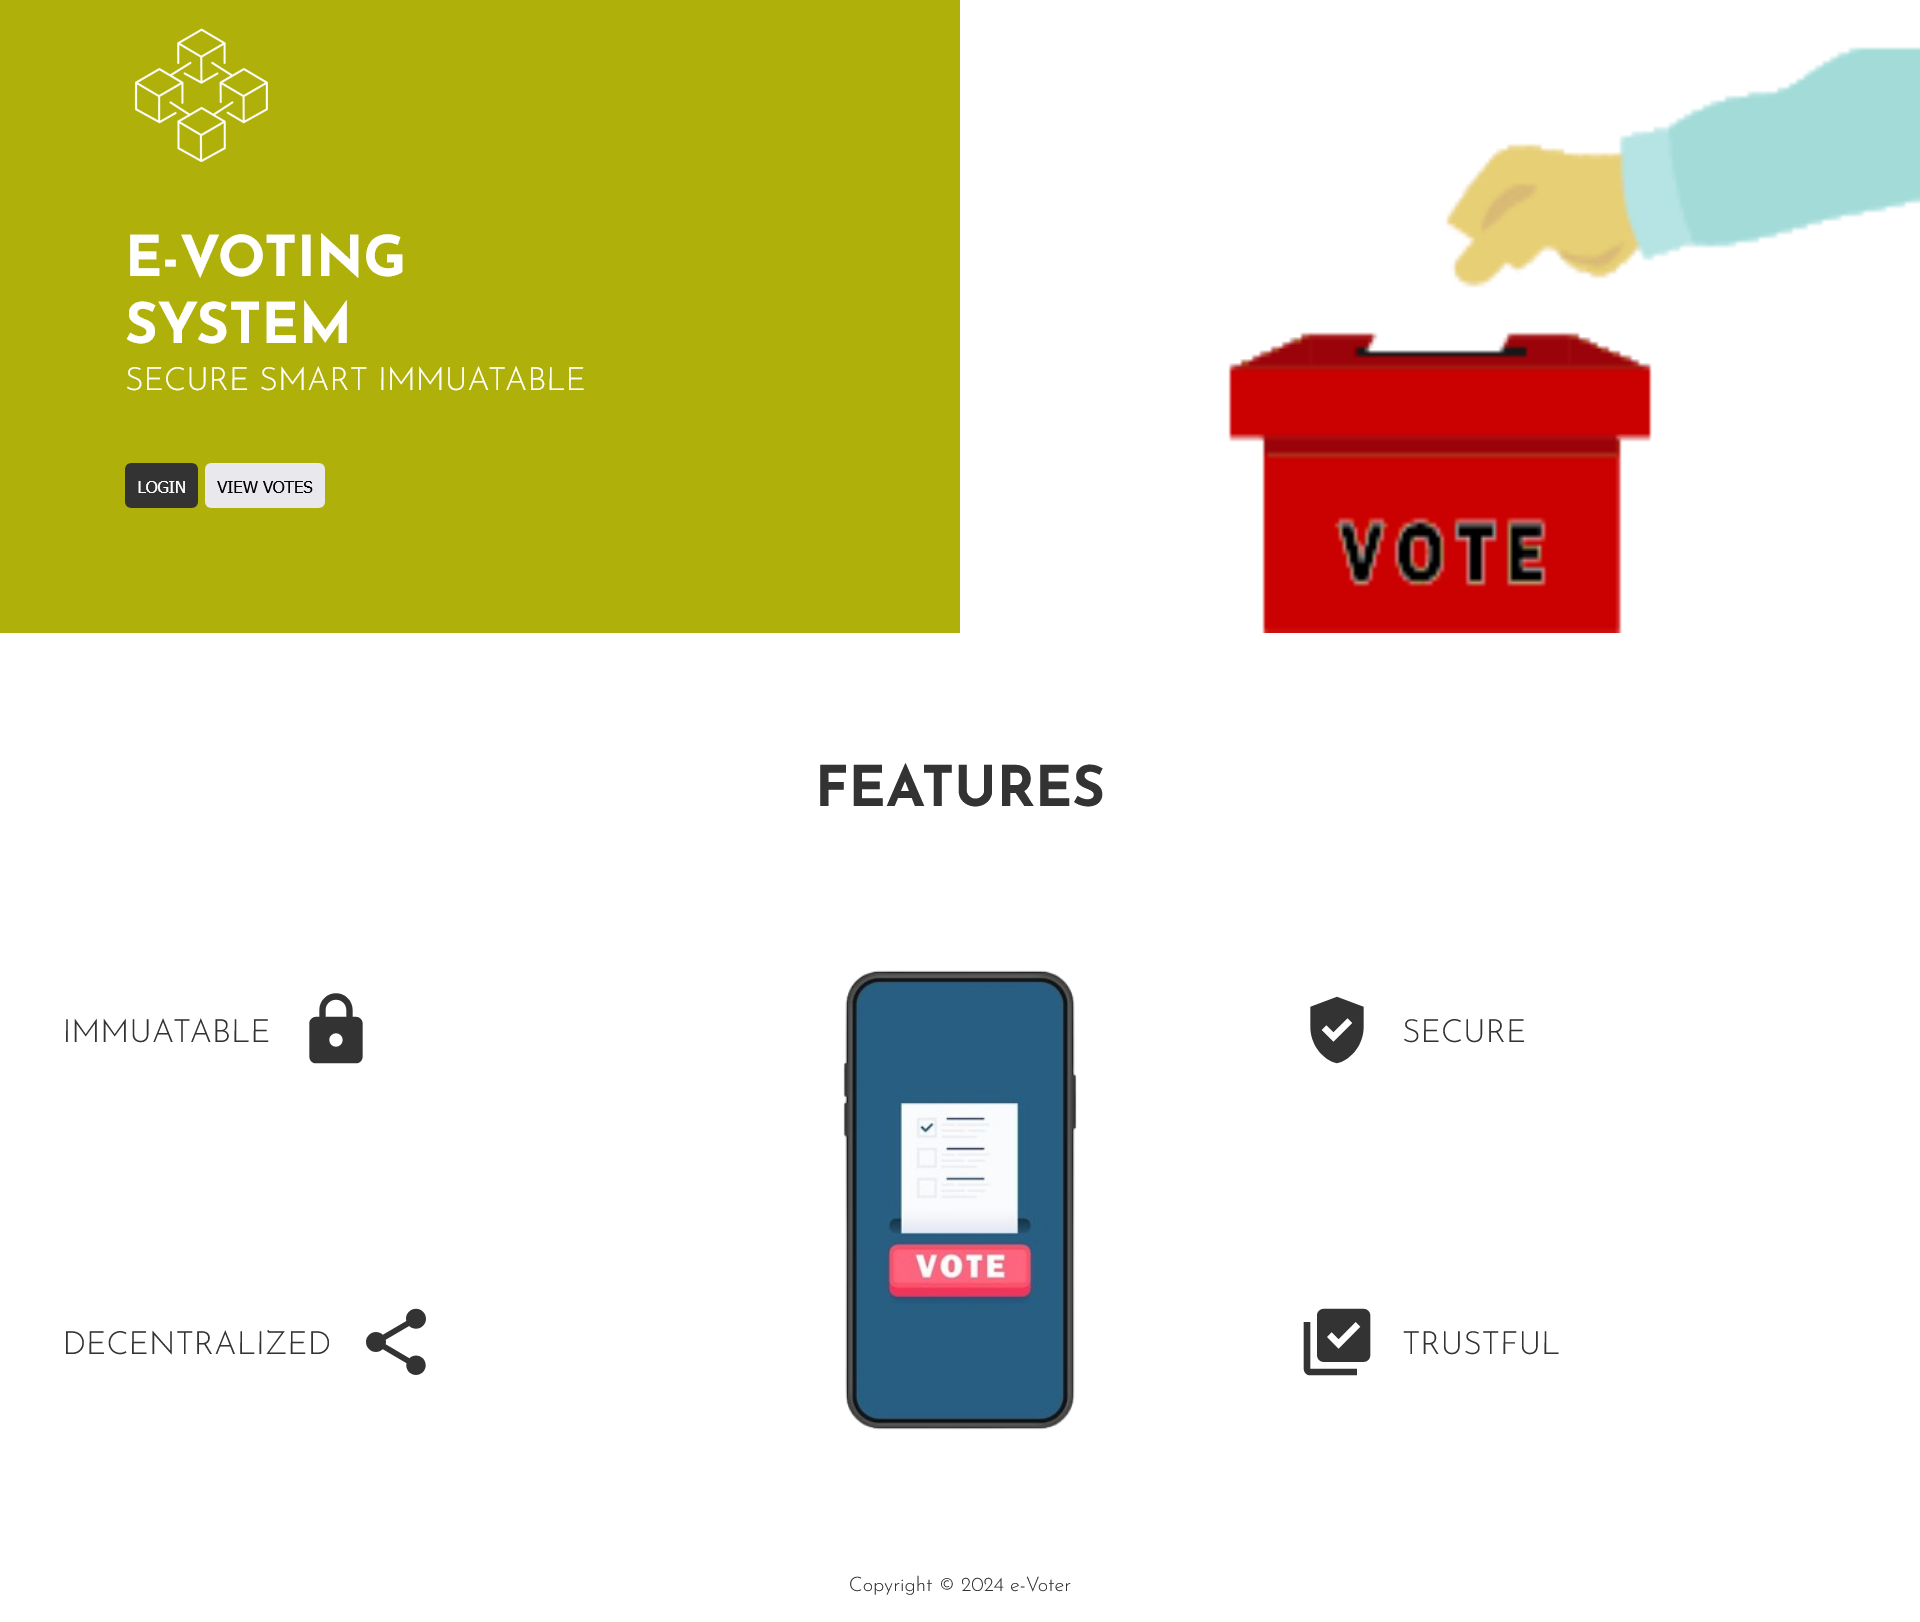 E-VOTING
SYSTEM
SECURE SMART IMMUATABLE
LOGIN
VIEW VOTES
VOTE
FEATURES
IMMUATABLE
SECURE
VOTE
DECENTRALIZED
TRUSTFUL
Copyright © 2024 e-Voter